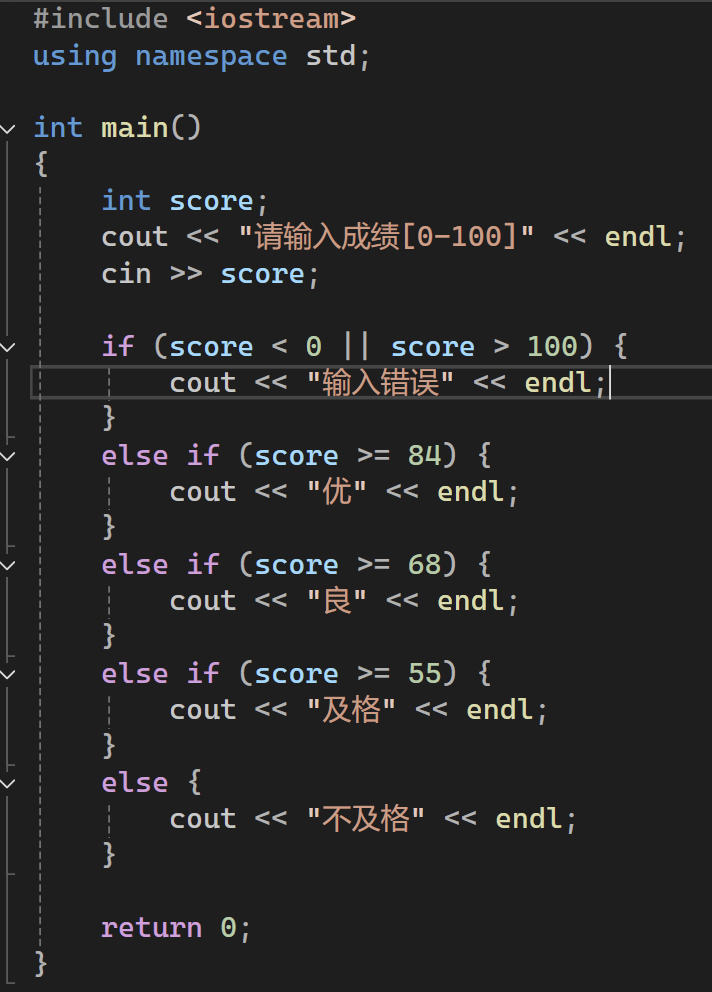 #include <iostream>
using namespace std;
int main()
{
int score;
cout << "请输入成绩[0-100]" << endl;
cin >> score;
if (score < 0 || score > 100) {
cout << "输入错误" << endl;
}
else if (score >= 84) {
cout << "优" << endl;
}
else if (score >= 68) {
cout << "良" << endl;
}
else if (score >= 55) {
cout << "及格" << endl;
}
else {
cout << "不及格" << endl;
}
return 0;
}